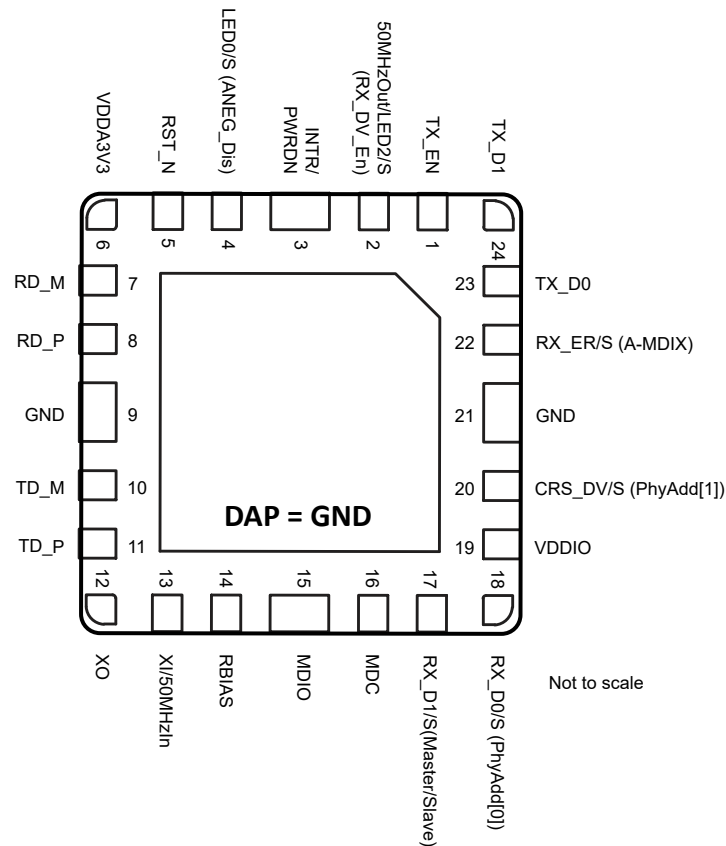 VDDA3V3
RST_N
LED0/S (ANEG_Dis)
INTR/
PWRDN
50MHzOut/LED2/S
(RX_DV_En)
TX_EN
TX_D1
6
5
4
3
2
1
24
RD_M 7
23 TX_D0
RD_P 8
22 RX_ER/S (A-MDIX)
GND 9
21 GND
TD_M 10
20 CRS_DV/S (PhyAdd[1])
DAP = GND
TD_P 11
19 VDDIO
12
13
14
15
16
17
18
XO
XI/50MHzIn
RBIAS
MDIO
MDC
RX_D1/S(Master/Slave)
RX_D0/S (PhyAdd[0])
Not to scale